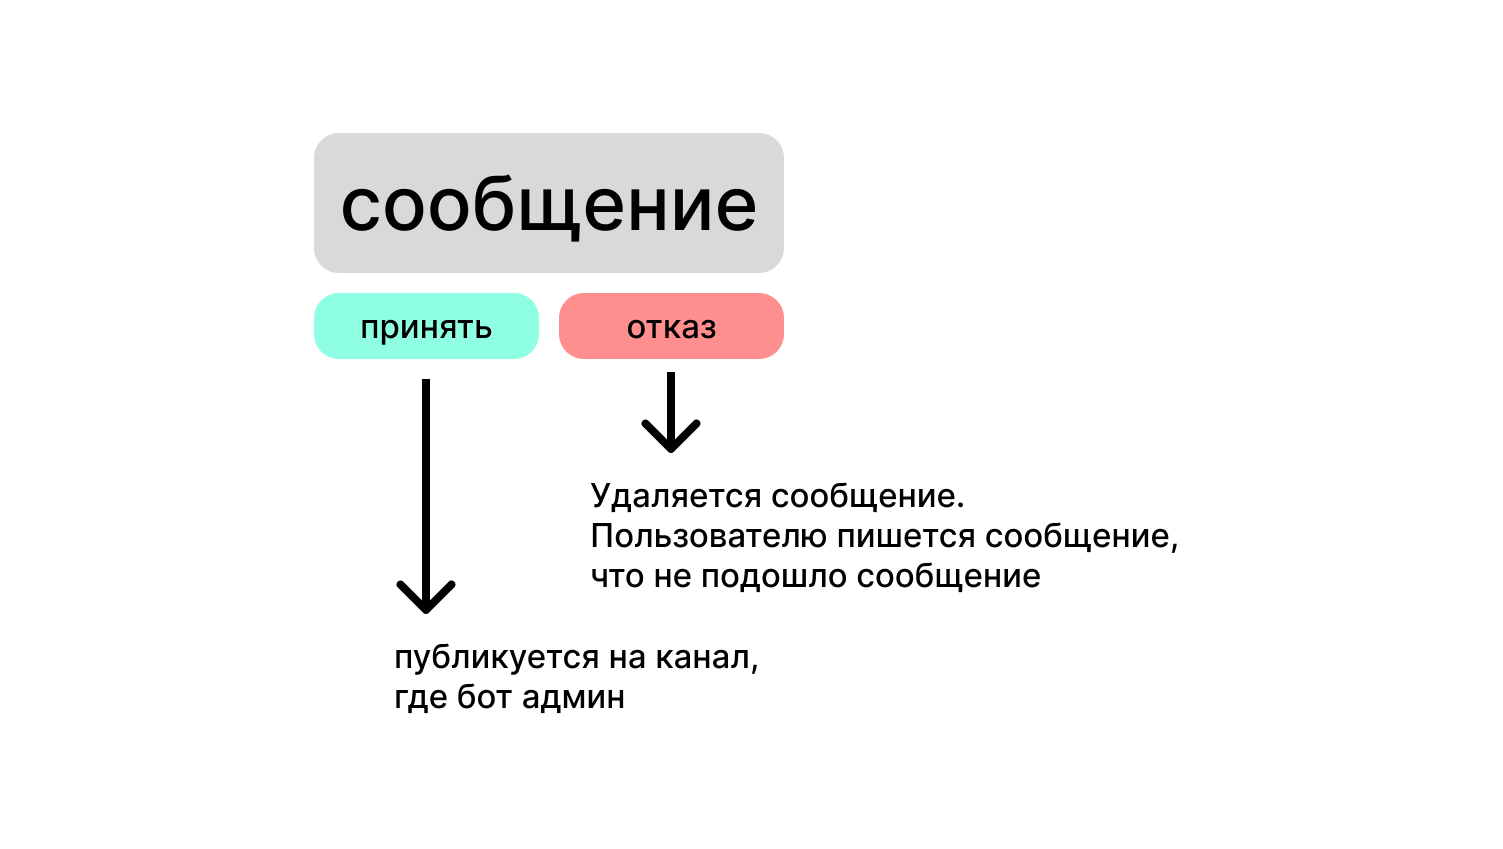 сообщение
принять
отказ
Удаляется сообщение.
Пользователю пишется сообщение,
что не подошло сообщение
публикуется на канал,
где бот админ